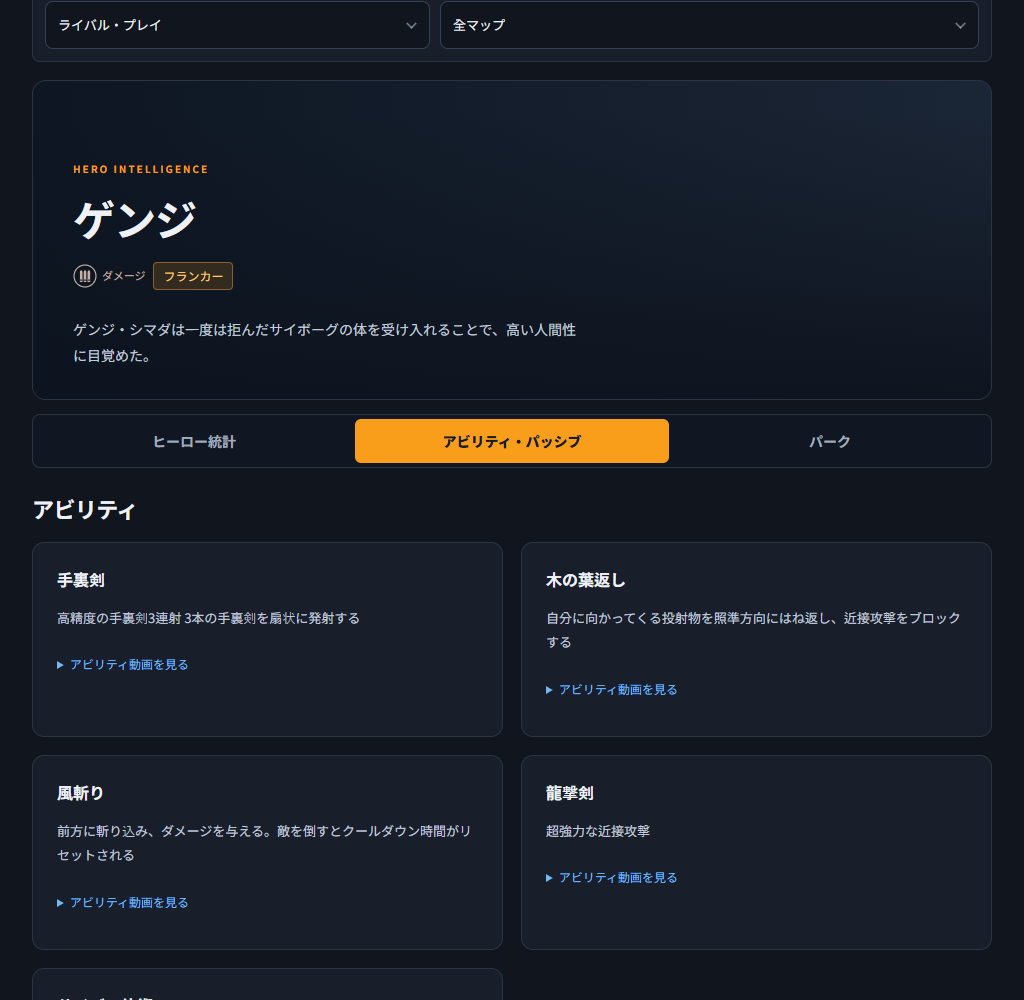 ライバル・プレイ
全マップ
HERO INTELLIGENCE
ゲンジ
ダメージ
フランカー
ゲンジ・シマダは一度は拒んだサイボーグの体を受け入れることで、高い人間性
に目覚めた。
ヒーロー統計
アビリティ・パッシブ
パーク
アビリティ
手裏剣
高精度の手裏剣3連射 3本の手裏剣を扇状に発射する
▶ アビリティ動画を見る
木の葉返し
自分に向かってくる投射物を照準方向にはね返し、近接攻撃をブロック
する
▶ アビリティ動画を見る
風斬り
前方に斬り込み、ダメージを与える。敵を倒すとクールダウン時間がリ
セットされる
▶ アビリティ動画を見る
龍撃剣
超強力な近接攻撃
▶ アビリティ動画を見る